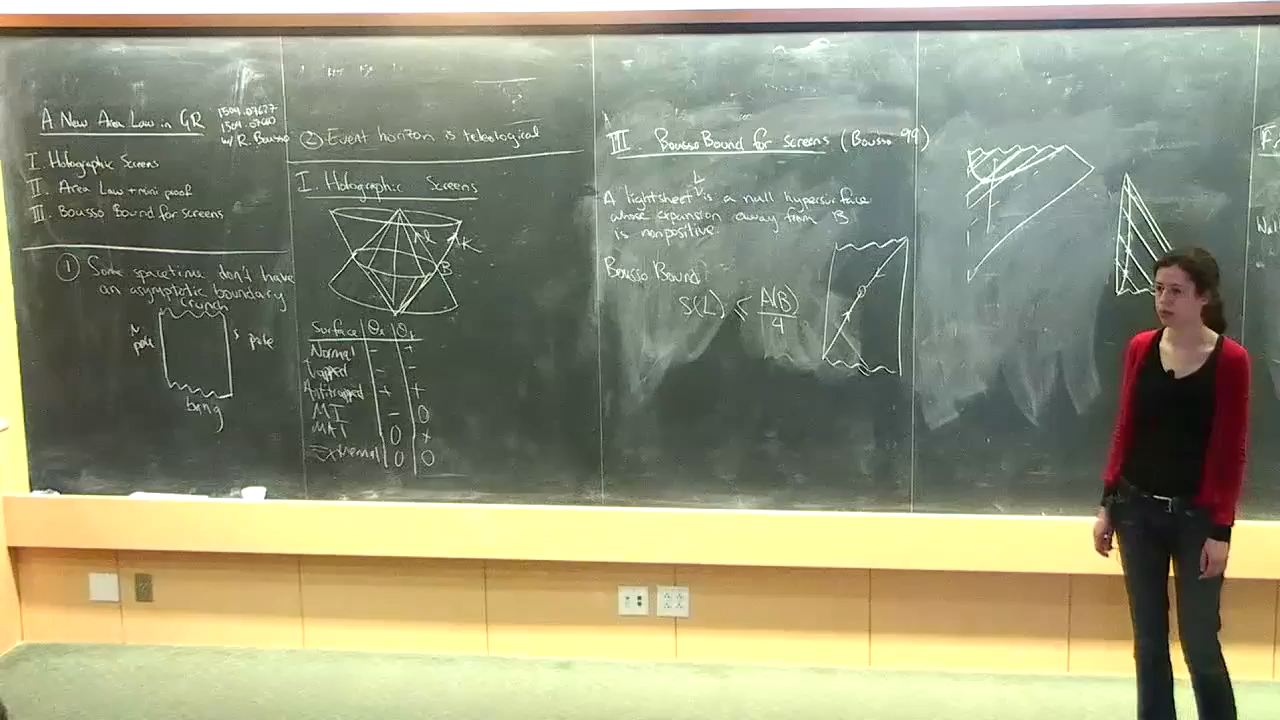 A New Area Law in GR
1504.07627
1504.07660
w/ R. Bousso
I. Holographic Screens
II. Area Law + mini proof
III. Bousso Bound for screens
① Some spacetimes don't have
an asymptotic boundary
Crunch
N pole
S pole
bang
② Event horizon is teleological
I. Holographic Screens
K
B
Surface
Normal - +
Trapped - -
Antitrapped + +
MT - 0
MAT 0 +
Extremal 0 0
III. Bousso Bound for screens (Bousso 99)
L
A lightsheet is a null hypersurface
whose expansion away from B
is nonpositive.
Bousso Bound:
S(L) ≤ A(B)/4